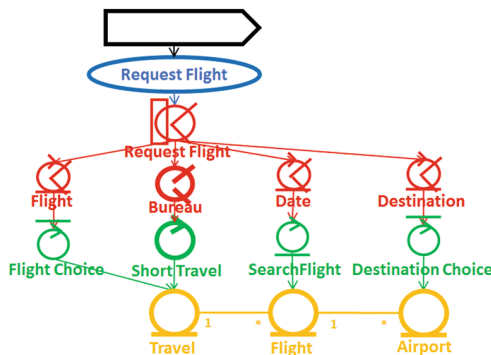 Request Flight
Request Flight
Flight
Bureau
Date
Destination
Flight Choice
Short Travel
SearchFlight
Destination Choice
1
*
1
*
Travel
Flight
Airport